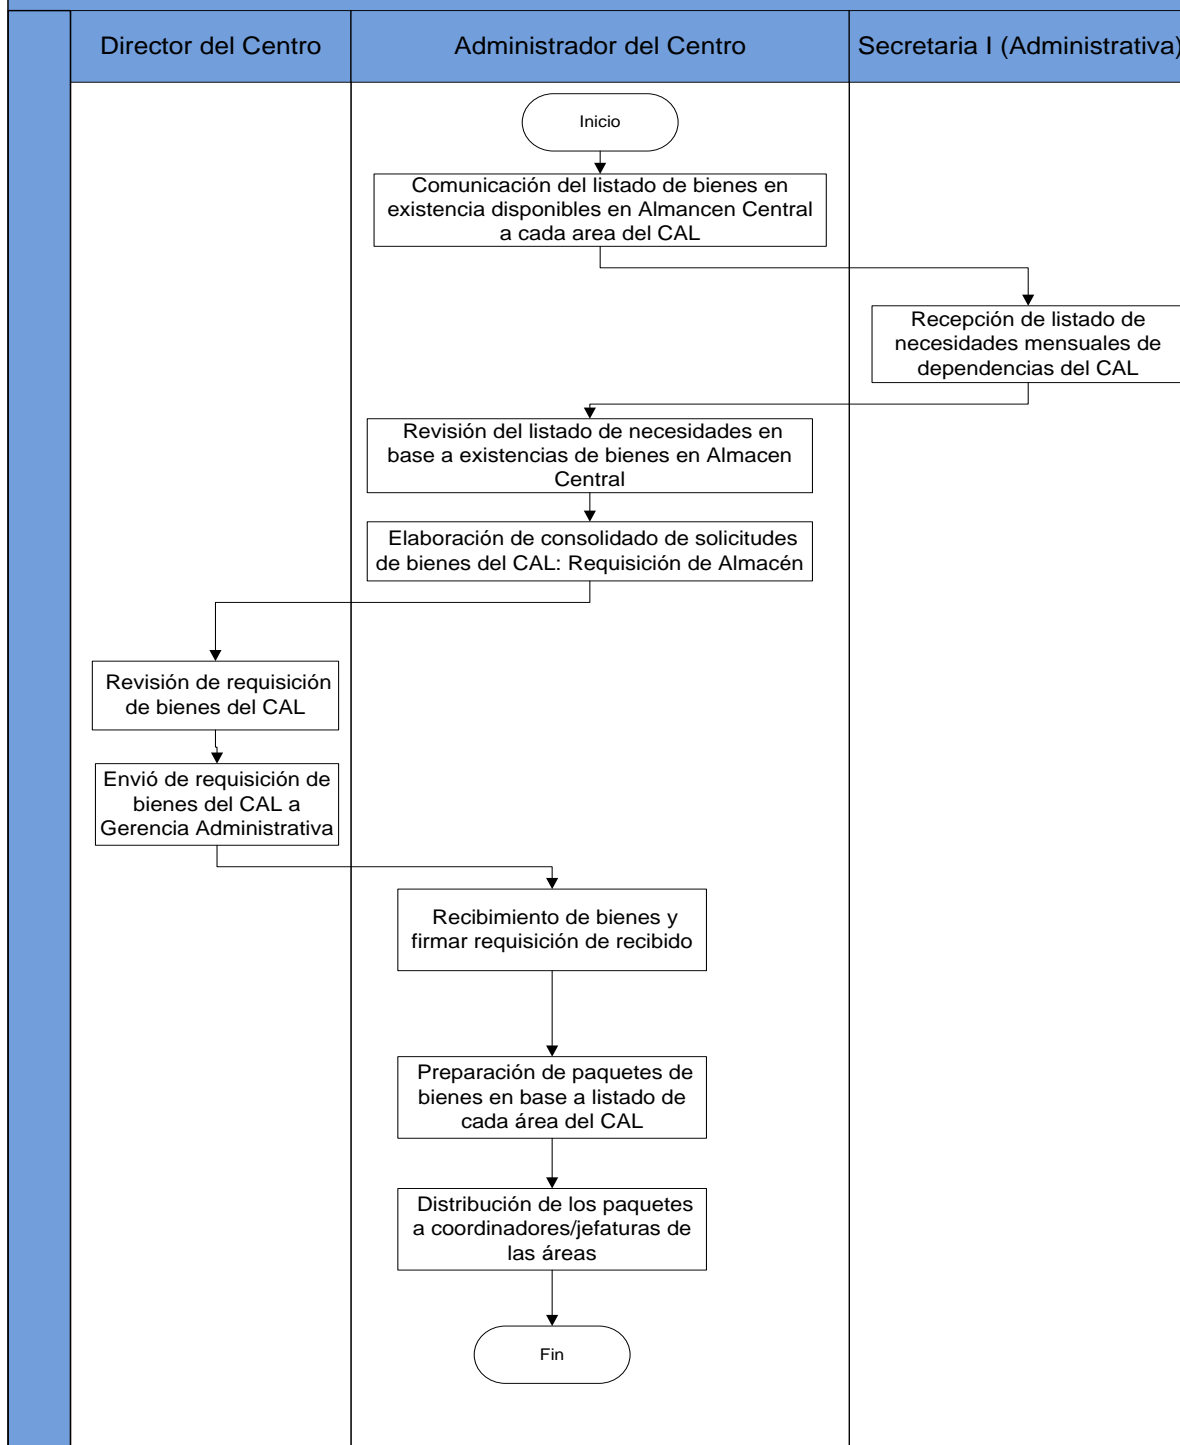 Director del Centro
Administrador del Centro
Secretaria I (Administrativa)
Inicio
Comunicación del listado de bienes en
existencia disponibles en Almancen Central
a cada area del CAL
Recepción de listado de
necesidades mensuales de
dependencias del CAL
Revisión del listado de necesidades en
base a existencias de bienes en Almacen
Central
Elaboración de consolidado de solicitudes
de bienes del CAL: Requisición de Almacén
Revisión de requisición
de bienes del CAL
Envió de requisición de
bienes del CAL a
Gerencia Administrativa
Recibimiento de bienes y
firmar requisición de recibido
Preparación de paquetes de
bienes en base a listado de
cada área del CAL
Distribución de los paquetes
a coordinadores/jefaturas de
las áreas
Fin